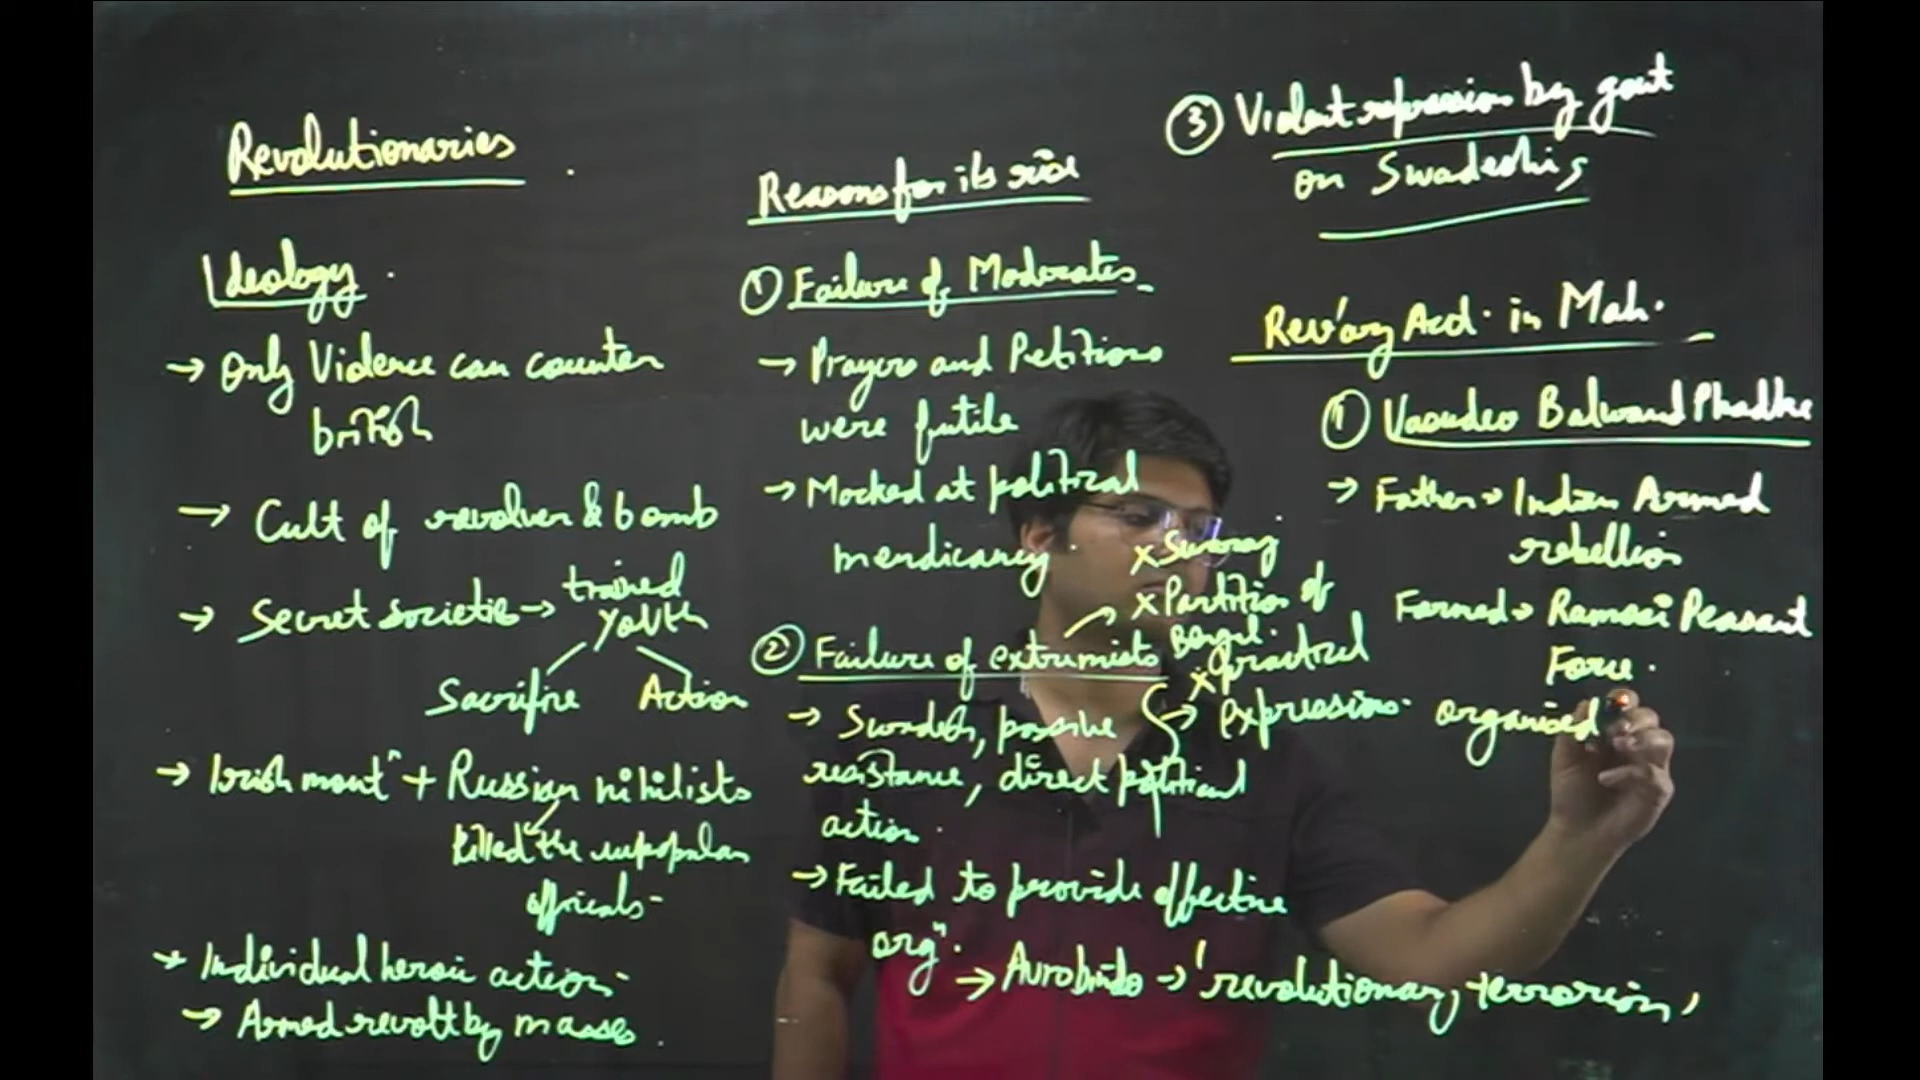 Revolutionaries
Ideology
→ Only Violence can counter
british
→ Cult of revolver & bomb
→ Secret societies → trained
youth
Sacrifice Action
→ Irish movt + Russian nihilists
killed the unpopular
officials
→ Individual heroic action
→ Armed revolt by masses
Reasons for its rise
① Failure of Moderates
→ Prayers and Petitions
were futile
→ Mocked at political
mendicancy
② Failure of extremists
x Swaraj
x Partition of
Bengal
x practical
→ expressions
→ Swadeshi, passive
resistance, direct political
action
→ Failed to provide effective
orgn.
→ Aurobindo → 'revolutionary terrorism'
③ Violent repression by govt
on Swadeshis
Rev'ary Act. in Mah.
① Vasudeo Balwand Phadke
→ Father → Indian Armed
rebellion
Formed → Ramosi Peasant
Force
organised